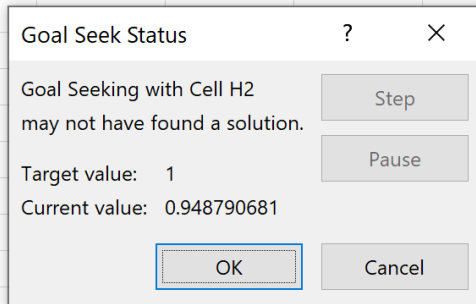 Goal Seek Status ? ×
Goal Seeking with Cell H2
may not have found a solution.
Step
Pause
Target value: 1
Current value: 0.948790681
OK Cancel